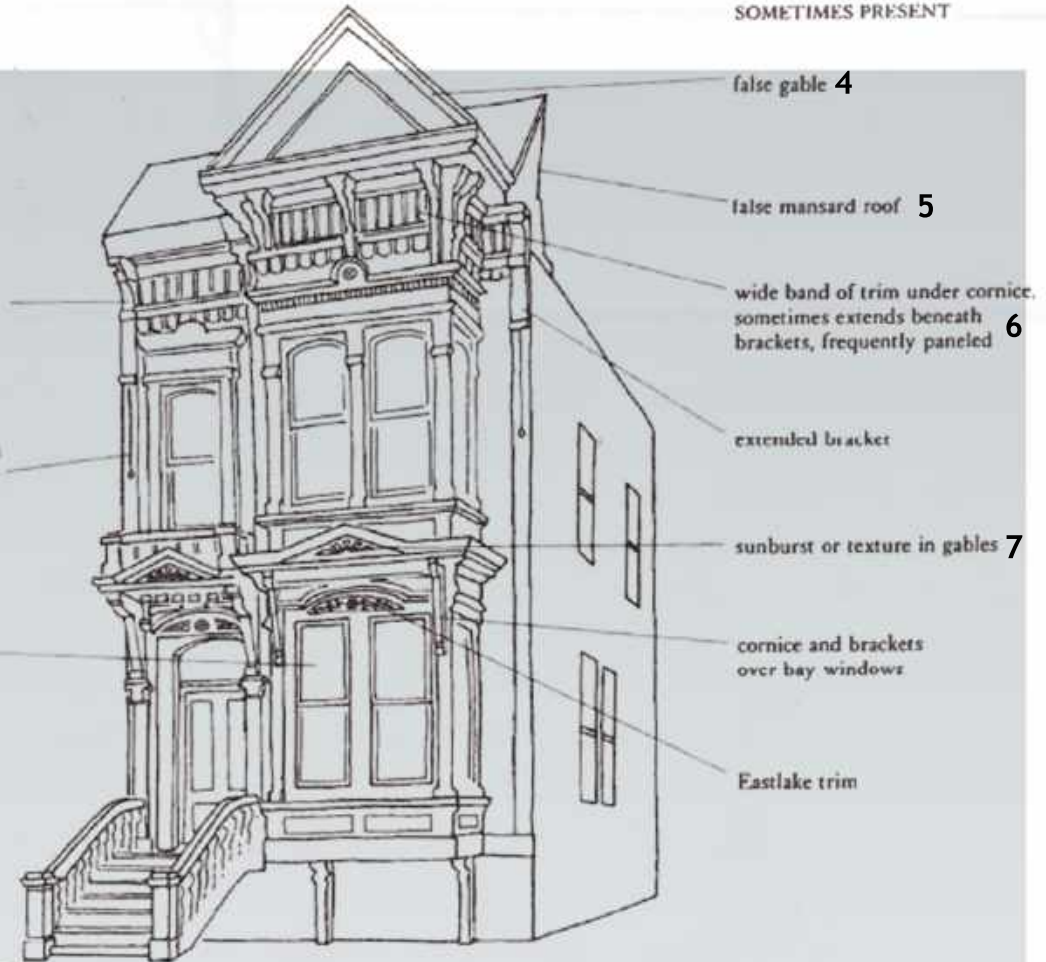 SOMETIMES PRESENT
false gable 4
false mansard roof 5
wide band of trim under cornice,
sometimes extends beneath
brackets, frequently paneled 6
extended bracket
sunburst or texture in gables 7
cornice and brackets
over bay windows
Eastlake trim